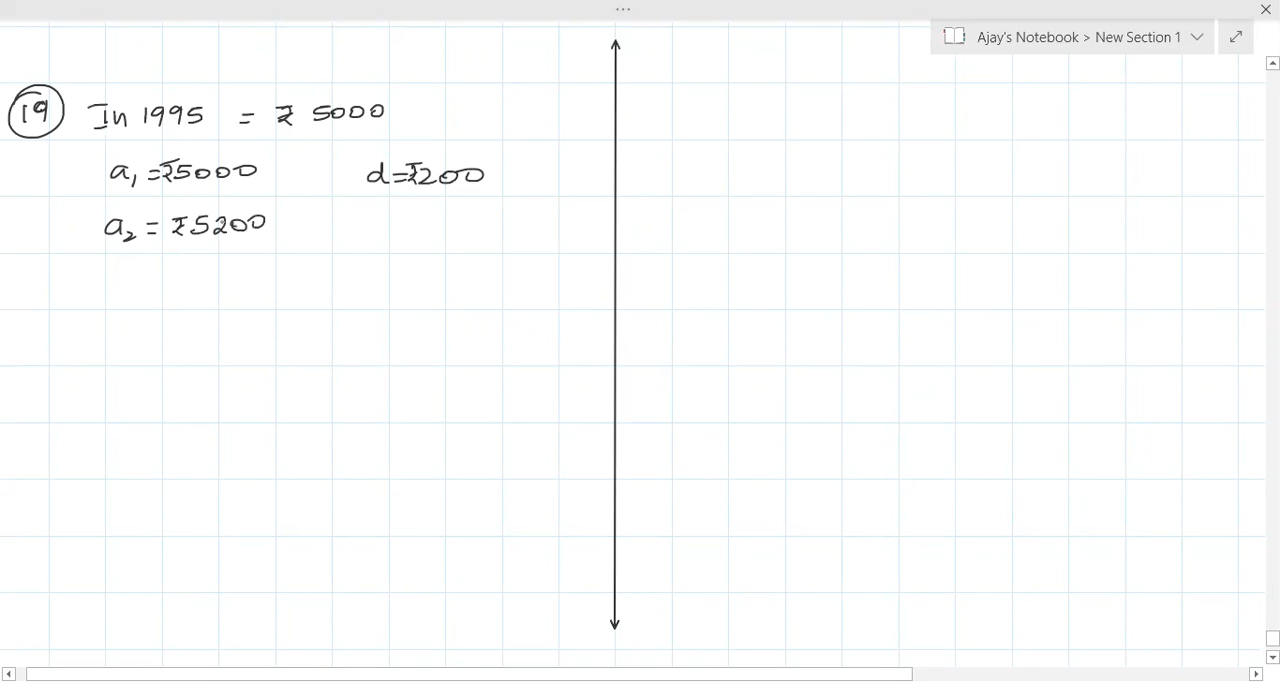 ...
Ajay's Notebook > New Section 1
19 In 1995 = ₹ 5000
a₁ = ₹5000 d = ₹200
a₂ = ₹5200